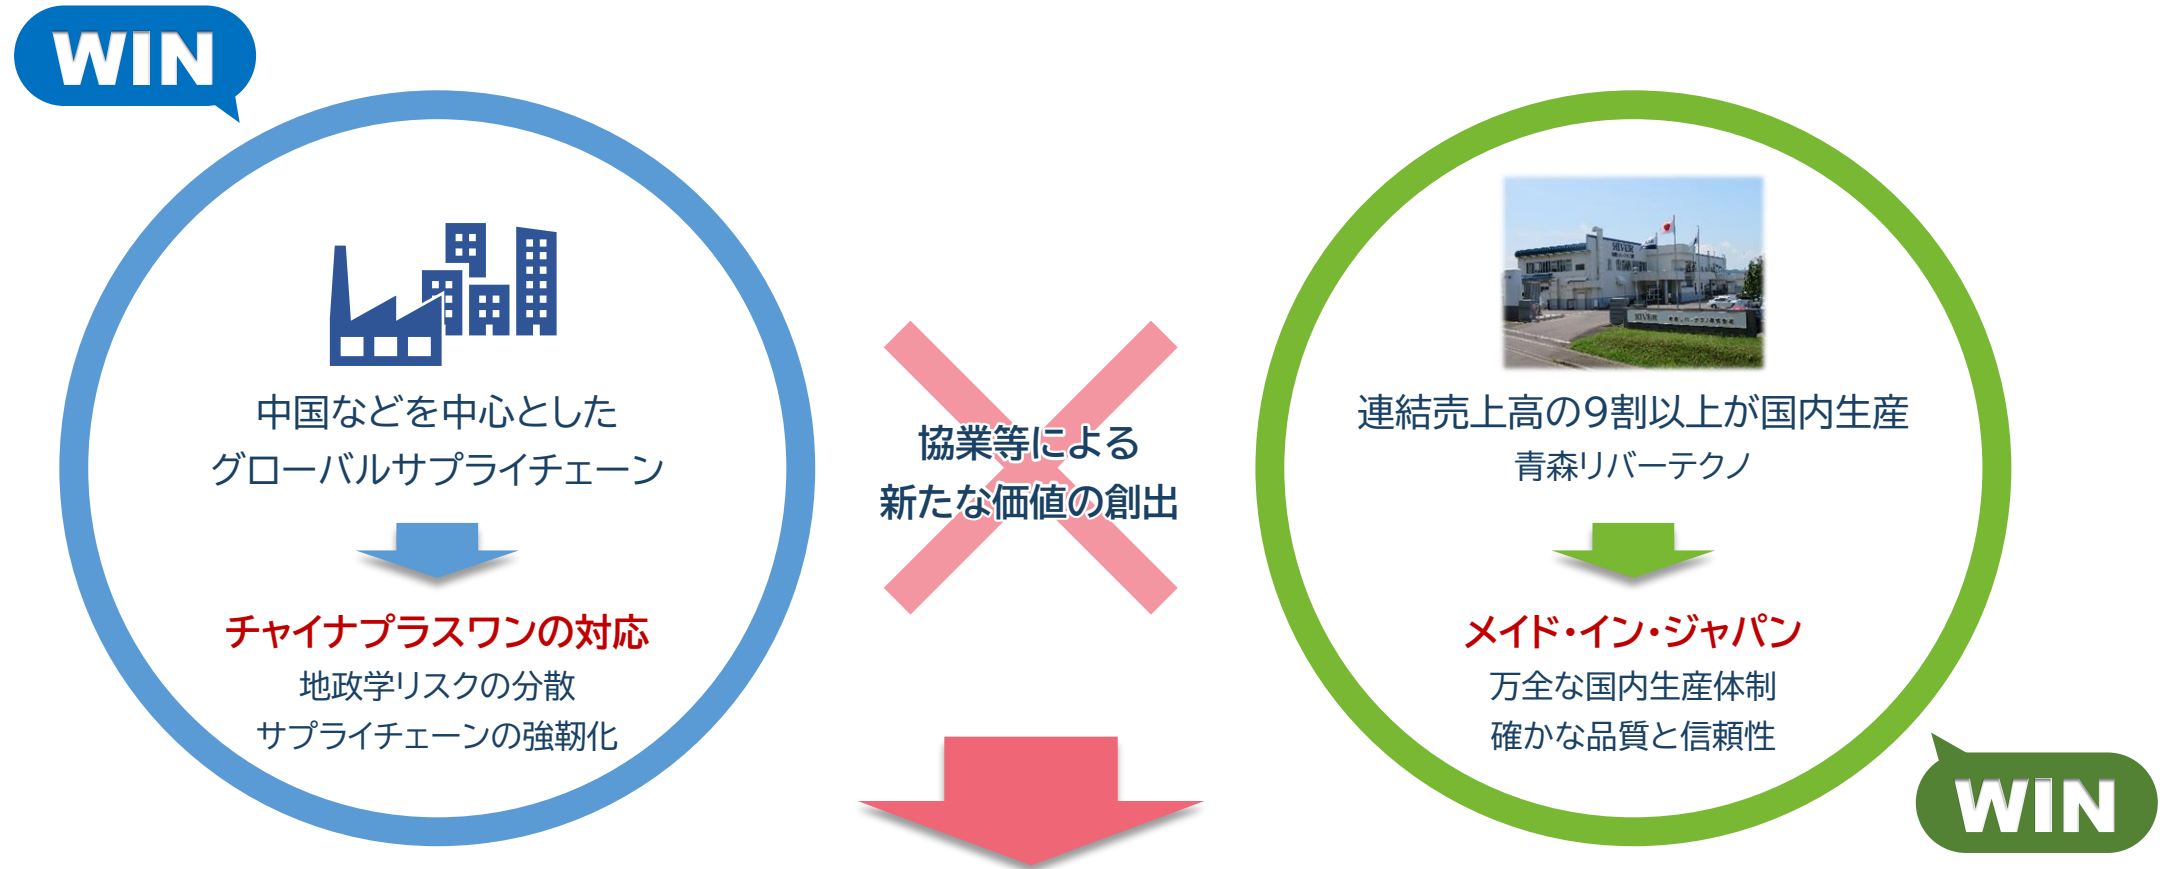 WIN
中国などを中心とした
グローバルサプライチェーン
チャイナプラスワンの対応
地政学リスクの分散
サプライチェーンの強靭化
協業等による
新たな価値の創出
RIVER
RIVER
連結売上高の9割以上が国内生産
青森リバーテクノ
メイド・イン・ジャパン
万全な国内生産体制
確かな品質と信頼性
WIN